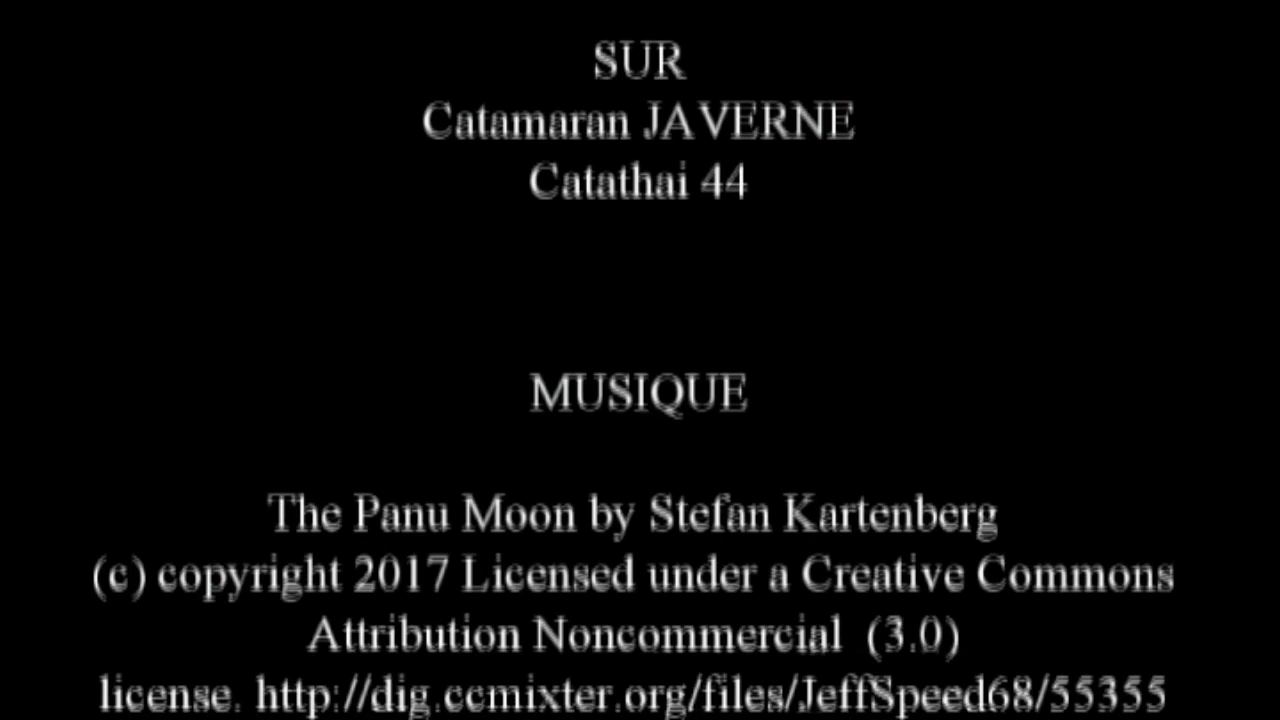 SUR
Catamaran JAVERNE
Catathai 44
MUSIQUE
The Panu Moon by Stefan Kartenberg
(c) copyright 2017 Licensed under a Creative Commons
Attribution Noncommercial  (3.0)
license. http://dig.ccmixter.org/files/JeffSpeed68/55355